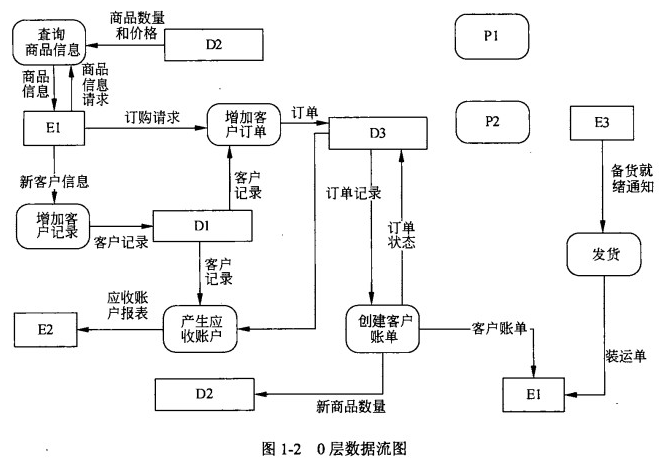 查询
商品信息
商品数量
和价格
D2
P1
商品
信息
商品
信息
请求
E1
订购请求
增加客
户订单
订单
D3
P2
E3
新客户信息
客户
记录
订单记录
订单
状态
备货就
绪通知
增加客
户记录
客户记录
D1
发货
客户
记录
应收账
户报表
E2
产生应
收账户
创建客户
账单
客户账单
装运单
D2
新商品数量
E1
图 1-2 0 层数据流图